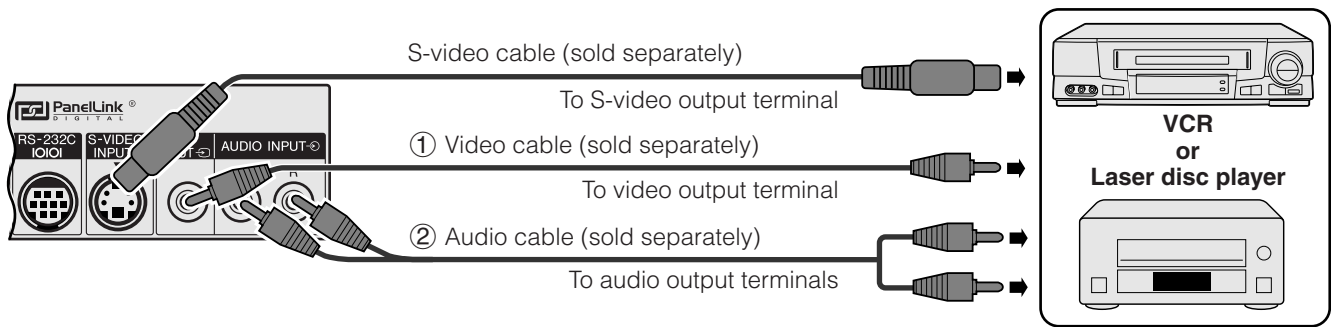 S-video cable (sold separately)
To S-video output terminal
PanelLink ®
DIGITAL
RS-232C
IOIOI
S-VIDEO
INPUT
AUDIO INPUT
R
① Video cable (sold separately)
To video output terminal
② Audio cable (sold separately)
To audio output terminals
VCR
or
Laser disc player